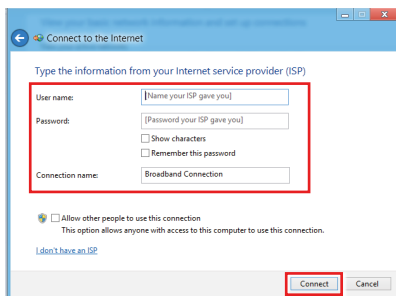 View your basic network information and set up connections
Connect to the Internet
Type the information from your Internet service provider (ISP)
User name:
[Name your ISP gave you]
Password:
[Password your ISP gave you]
Show characters
Remember this password
Connection name:
Broadband Connection
Allow other people to use this connection
This option allows anyone with access to this computer to use this connection.
I don't have an ISP
Connect
Cancel